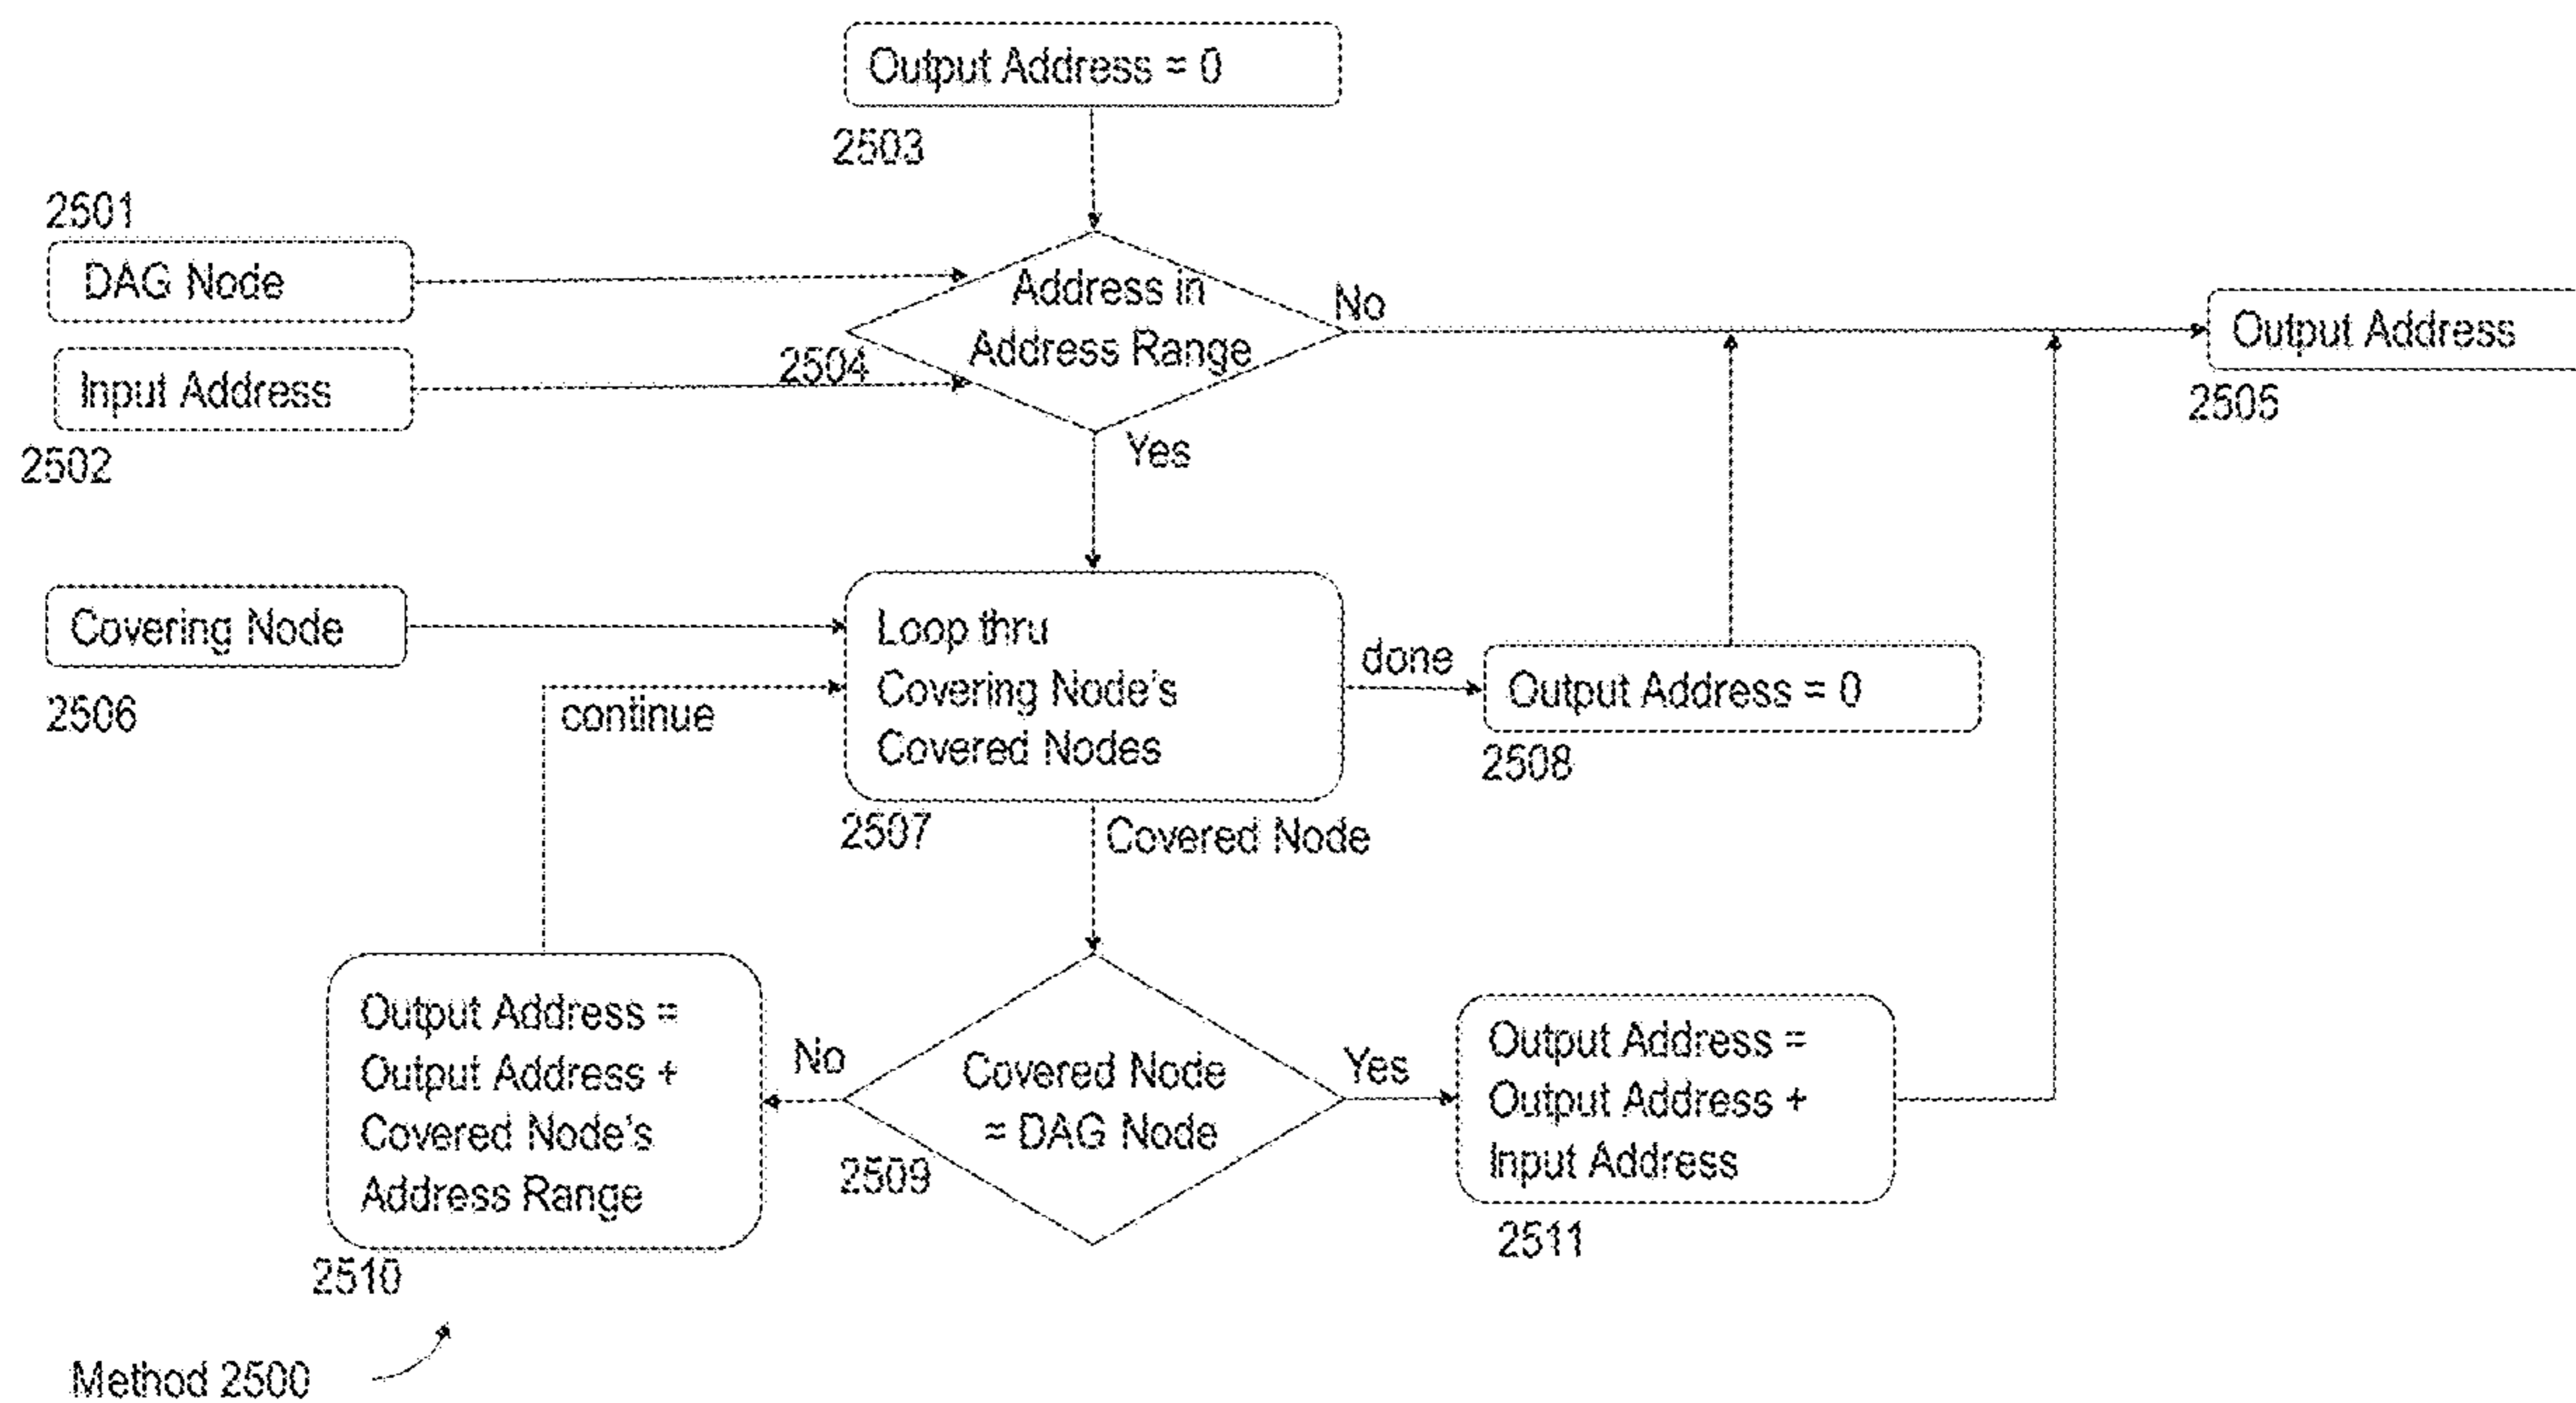 Output Address = 0
2503
2501
DAG Node
Address in
Address Range
No
Output Address
2504
Input Address
2505
2502
Yes
Covering Node
2506
continue
Loop thru
Covering Node's
Covered Nodes
done
Output Address = 0
2508
2507
Covered Node
Output Address =
Output Address +
Covered Node's
Address Range
2510
No
Covered Node
= DAG Node
2509
Yes
Output Address =
Output Address +
Input Address
2511
Method 2500